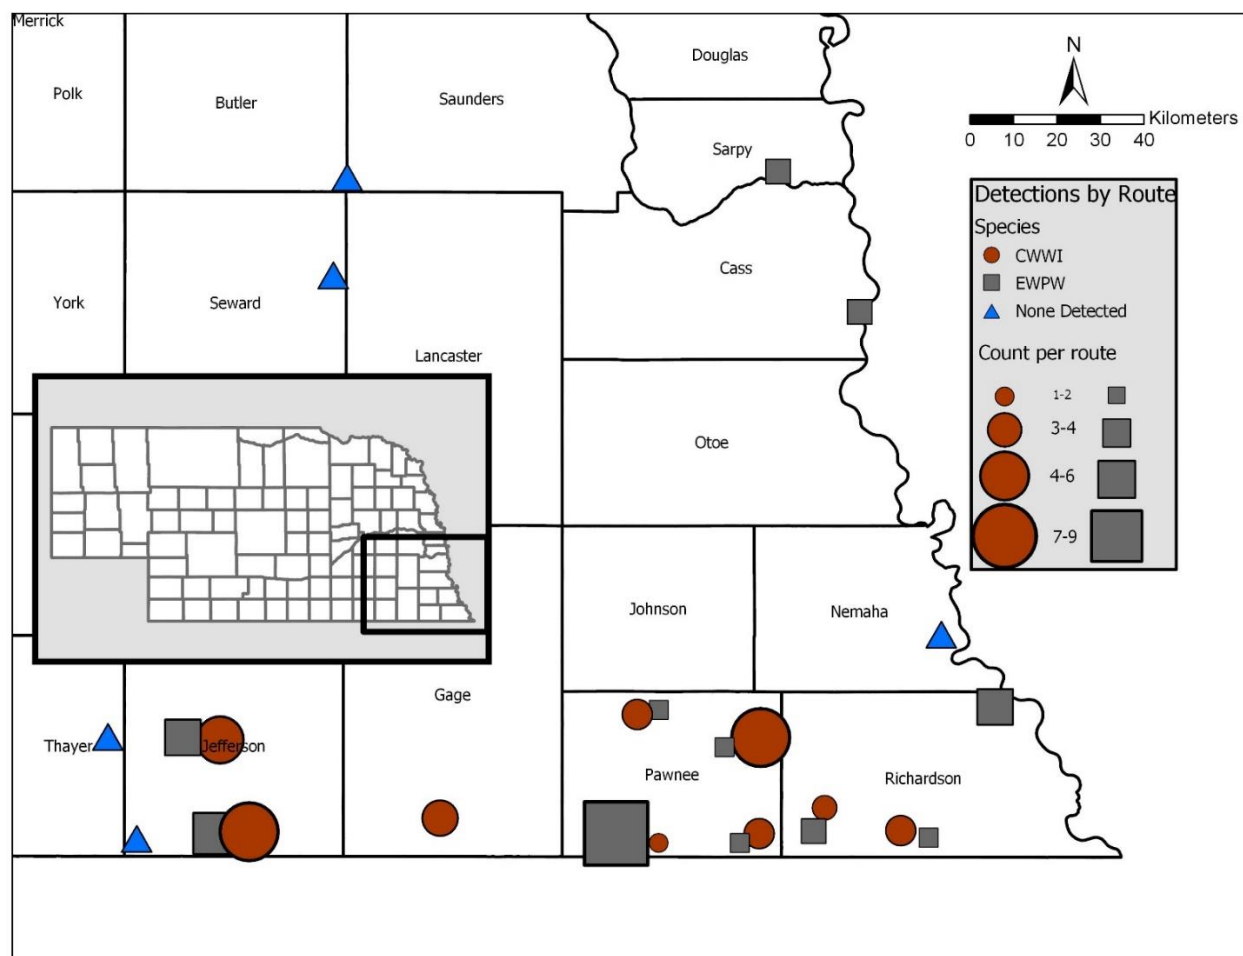 Merrick
Polk
Butler
Saunders
Douglas
Sarpy
York
Seward
Lancaster
Cass
Otoe
Johnson
Nemaha
Gage
Thayer
Jefferson
Pawnee
Richardson
N
Kilometers
0 10 20 30 40
Detections by Route
Species
CWWI
EWPW
None Detected
Count per route
1-2
3-4
4-6
7-9